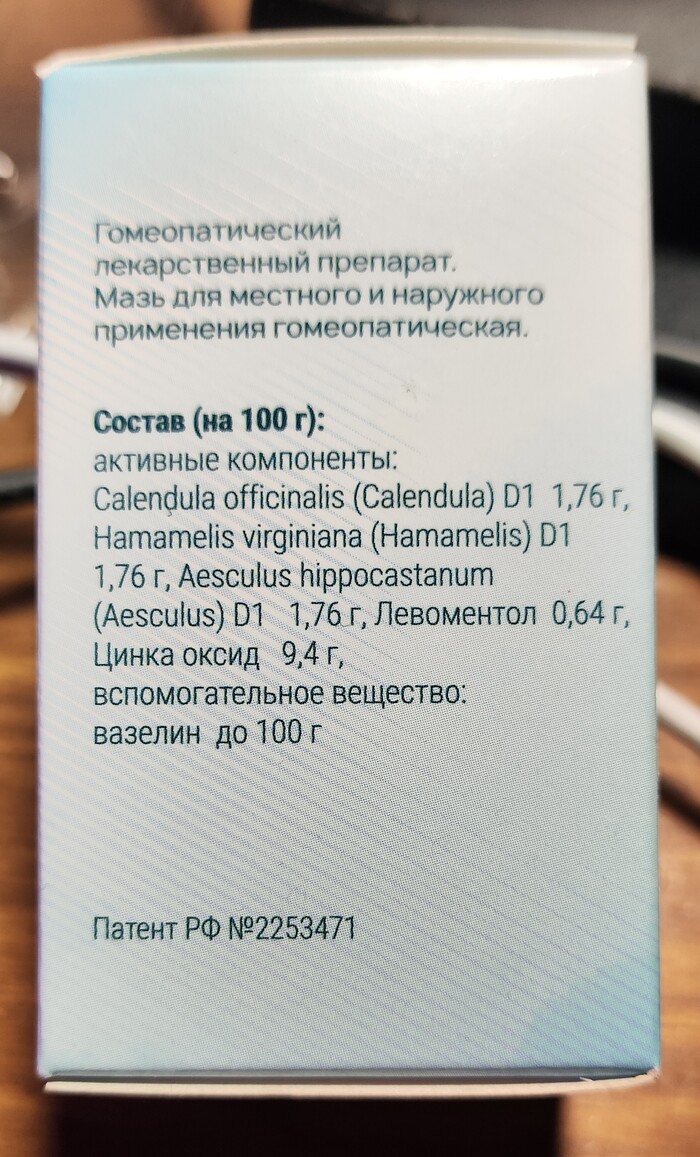 Гомеопатический
лекарственный препарат.
Мазь для местного и наружного
применения гомеопатическая.
Состав (на 100 г):
активные компоненты:
Calendula officinalis (Calendula) D1 1,76 г,
Hamamelis virginiana (Hamamelis) D1
1,76 г, Aesculus hippocastanum
(Aesculus) D1 1,76 г, Левоментол 0,64 г,
Цинка оксид 9,4 г,
вспомогательное вещество:
вазелин до 100 г
Патент РФ №2253471